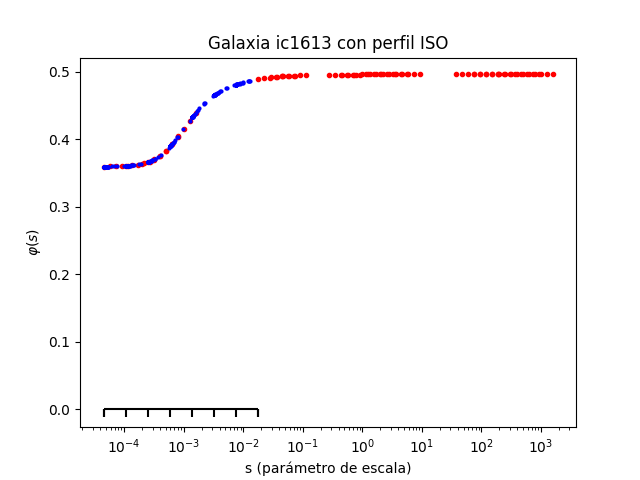 Galaxia ic1613 con perfil ISO
φ(s)
0.5
0.4
0.3
0.2
0.1
0.0
10⁻⁴ 10⁻³ 10⁻² 10⁻¹ 10⁰ 10¹ 10² 10³
s (parámetro de escala)